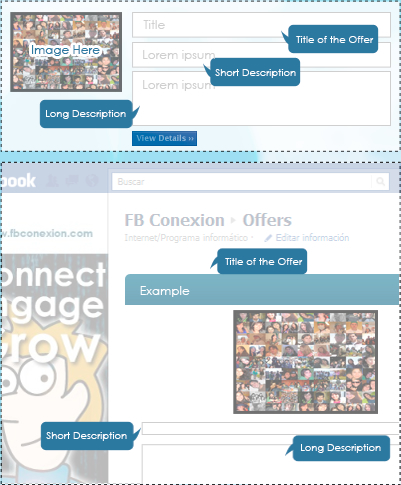 Image Here
Title
Title of the Offer
Lorem ipsum
Short Description
Lorem ipsum
Long Description
View Details ››
book
Buscar
w.fbconexion.com
FB Conexion ▸ Offers
Internet/Programa informático ·
Editar información
Title of the Offer
onnect
gage
row
Example
Short Description
Long Description